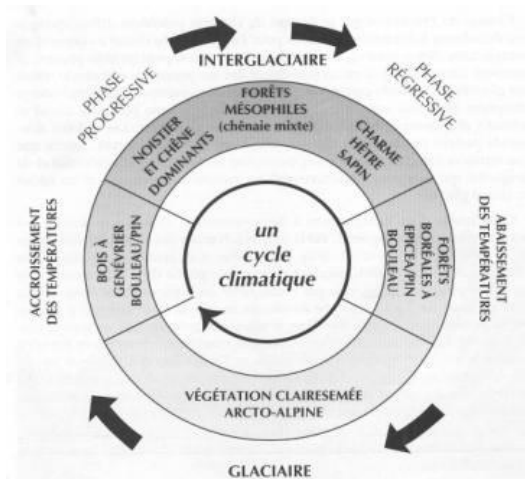 INTERGLACIAIRE
PHASE
PROGRESSIVE
PHASE
RÉGRESSIVE
FORÊTS
MÉSOPHILES
(chênaie mixte)
NOISTIER
ET CHÊNE
DOMINANTS
CHARME
HÊTRE
SAPIN
ACCROISSEMENT
DES TEMPÉRATURES
BOIS À
GENÉVRIER
BOULEAU/PIN
un
cycle
climatique
FORÊTS
BORÉALES À
EPICEA/PIN
BOULEAU
ABAISSEMENT
DES TEMPÉRATURES
VÉGÉTATION CLAIRESEMÉE
ARCTO-ALPINE
GLACIAIRE